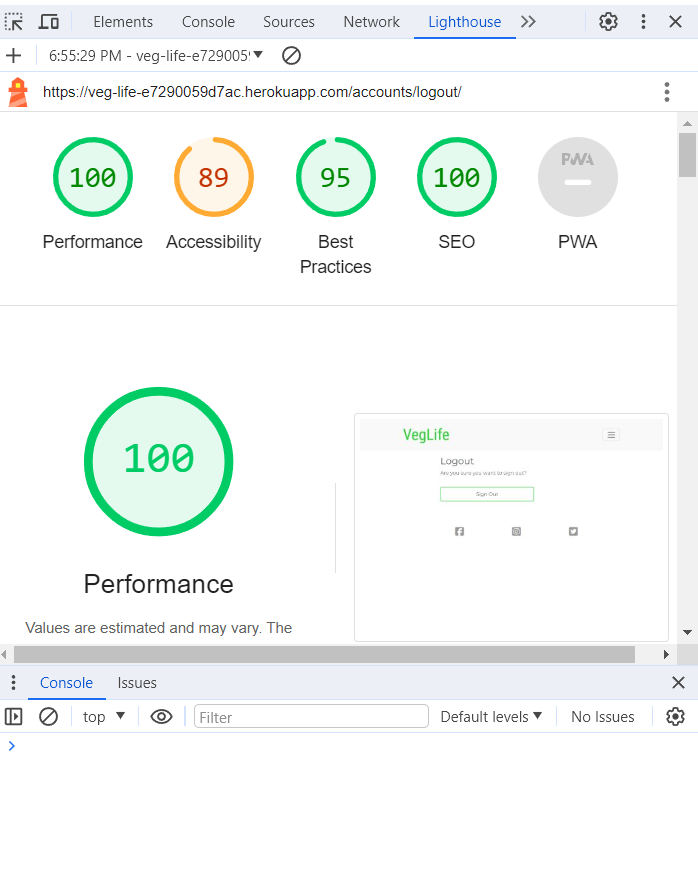 Elements Console Sources Network Lighthouse
6:55:29 PM - veg-life-e7290059
https://veg-life-e7290059d7ac.herokuapp.com/accounts/logout/
100 89 95 100 PWA
Performance Accessibility Best Practices SEO PWA
100
Performance
Values are estimated and may vary. The
VegLife
Logout
Are you sure you want to sign out?
Sign Out
Console Issues
top Filter Default levels No Issues